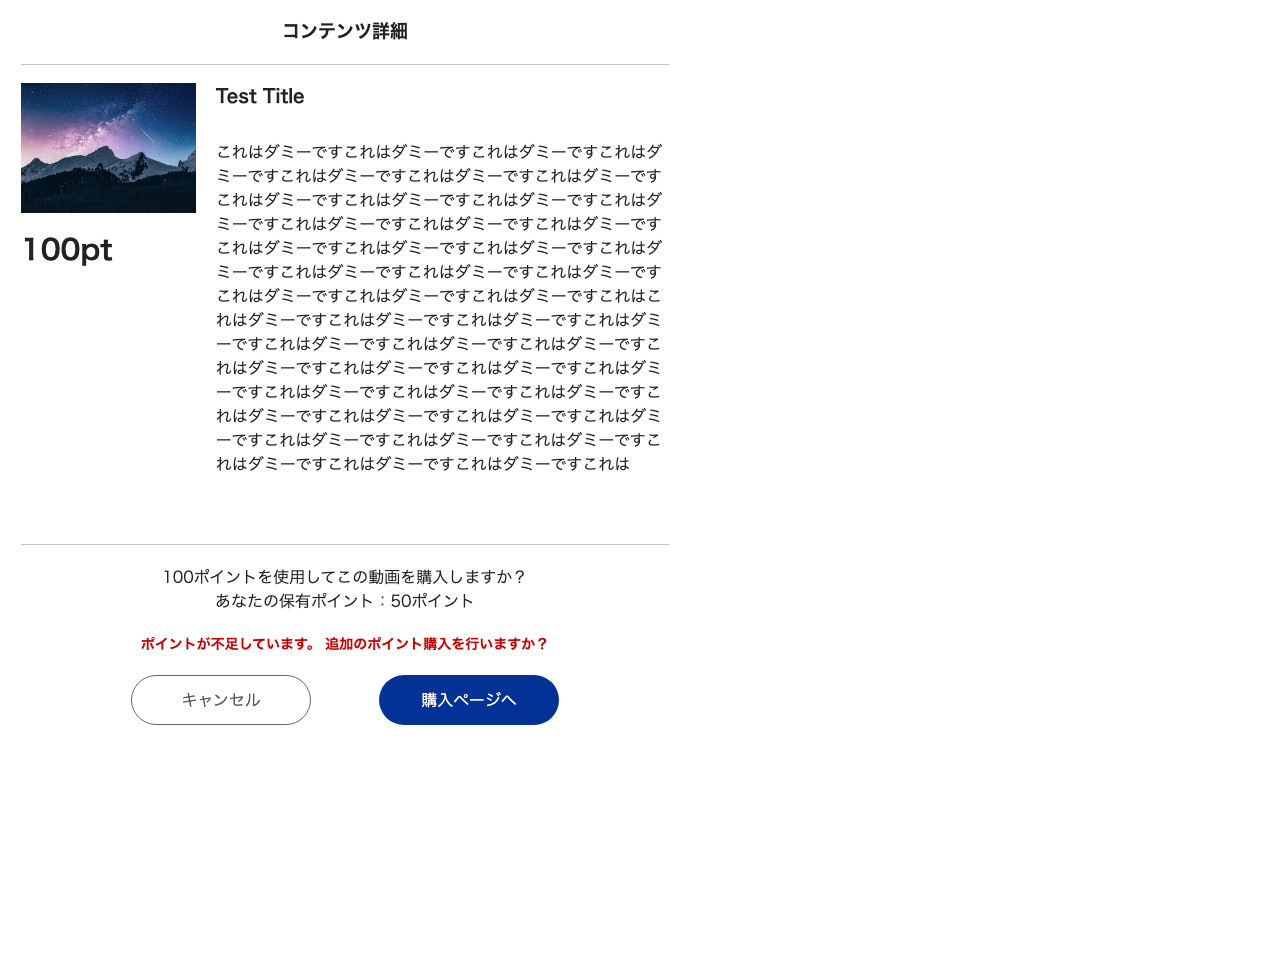 コンテンツ詳細
Test Title
100pt
これはダミーですこれはダミーですこれはダミーですこれはダ
ミーですこれはダミーですこれはダミーですこれはダミーです
これはダミーですこれはダミーですこれはダミーですこれはダ
ミーですこれはダミーですこれはダミーですこれはダミーです
これはダミーですこれはダミーですこれはダミーですこれはダ
ミーですこれはダミーですこれはダミーですこれはダミーです
これはダミーですこれはダミーですこれはダミーですこれはこ
れはダミーですこれはダミーですこれはダミーですこれはダミ
ーですこれはダミーですこれはダミーですこれはダミーですこ
れはダミーですこれはダミーですこれはダミーですこれはダミ
ーですこれはダミーですこれはダミーですこれはダミーですこ
れはダミーですこれはダミーですこれはダミーですこれはダミ
ーですこれはダミーですこれはダミーですこれはダミーですこ
れはダミーですこれはダミーですこれはダミーですこれは
100ポイントを使用してこの動画を購入しますか？
あなたの保有ポイント：50ポイント
ポイントが不足しています。 追加のポイント購入を行いますか？
キャンセル
購入ページへ